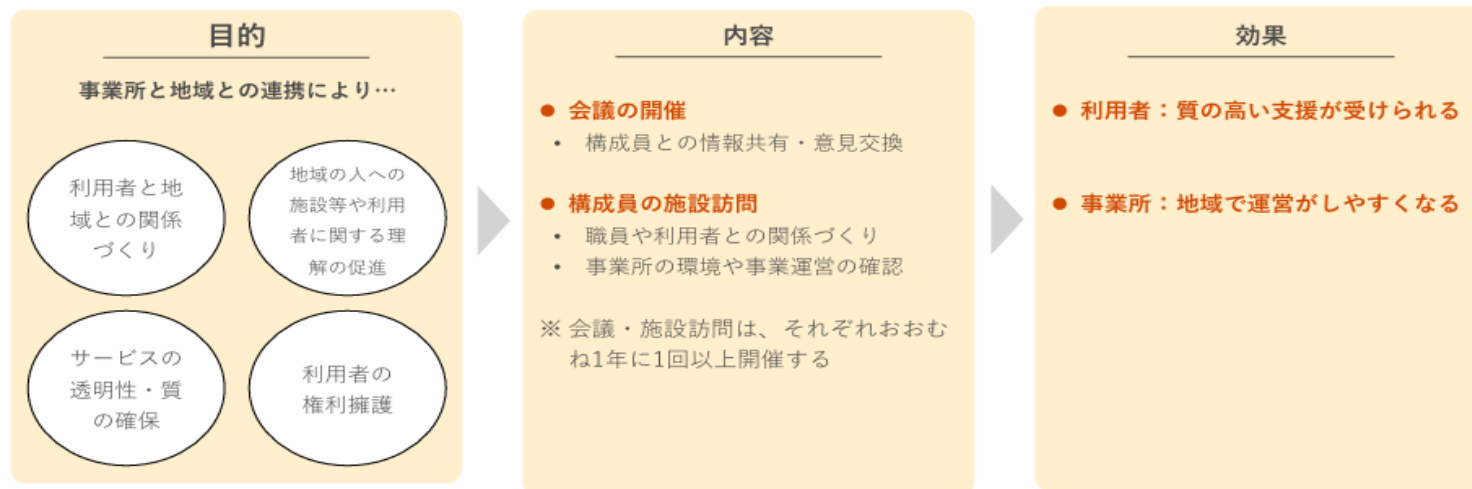 目的
事業所と地域との連携により…
利用者と地
域との関係
づくり
地域の人への
施設等や利用
者に関する理
解の促進
サービスの
透明性・質
の確保
利用者の
権利擁護
内容
● 会議の開催
• 構成員との情報共有・意見交換
● 構成員の施設訪問
• 職員や利用者との関係づくり
• 事業所の環境や事業運営の確認
※ 会議・施設訪問は、それぞれおおむ
ね1年に1回以上開催する
効果
● 利用者：質の高い支援が受けられる
● 事業所：地域で運営がしやすくなる